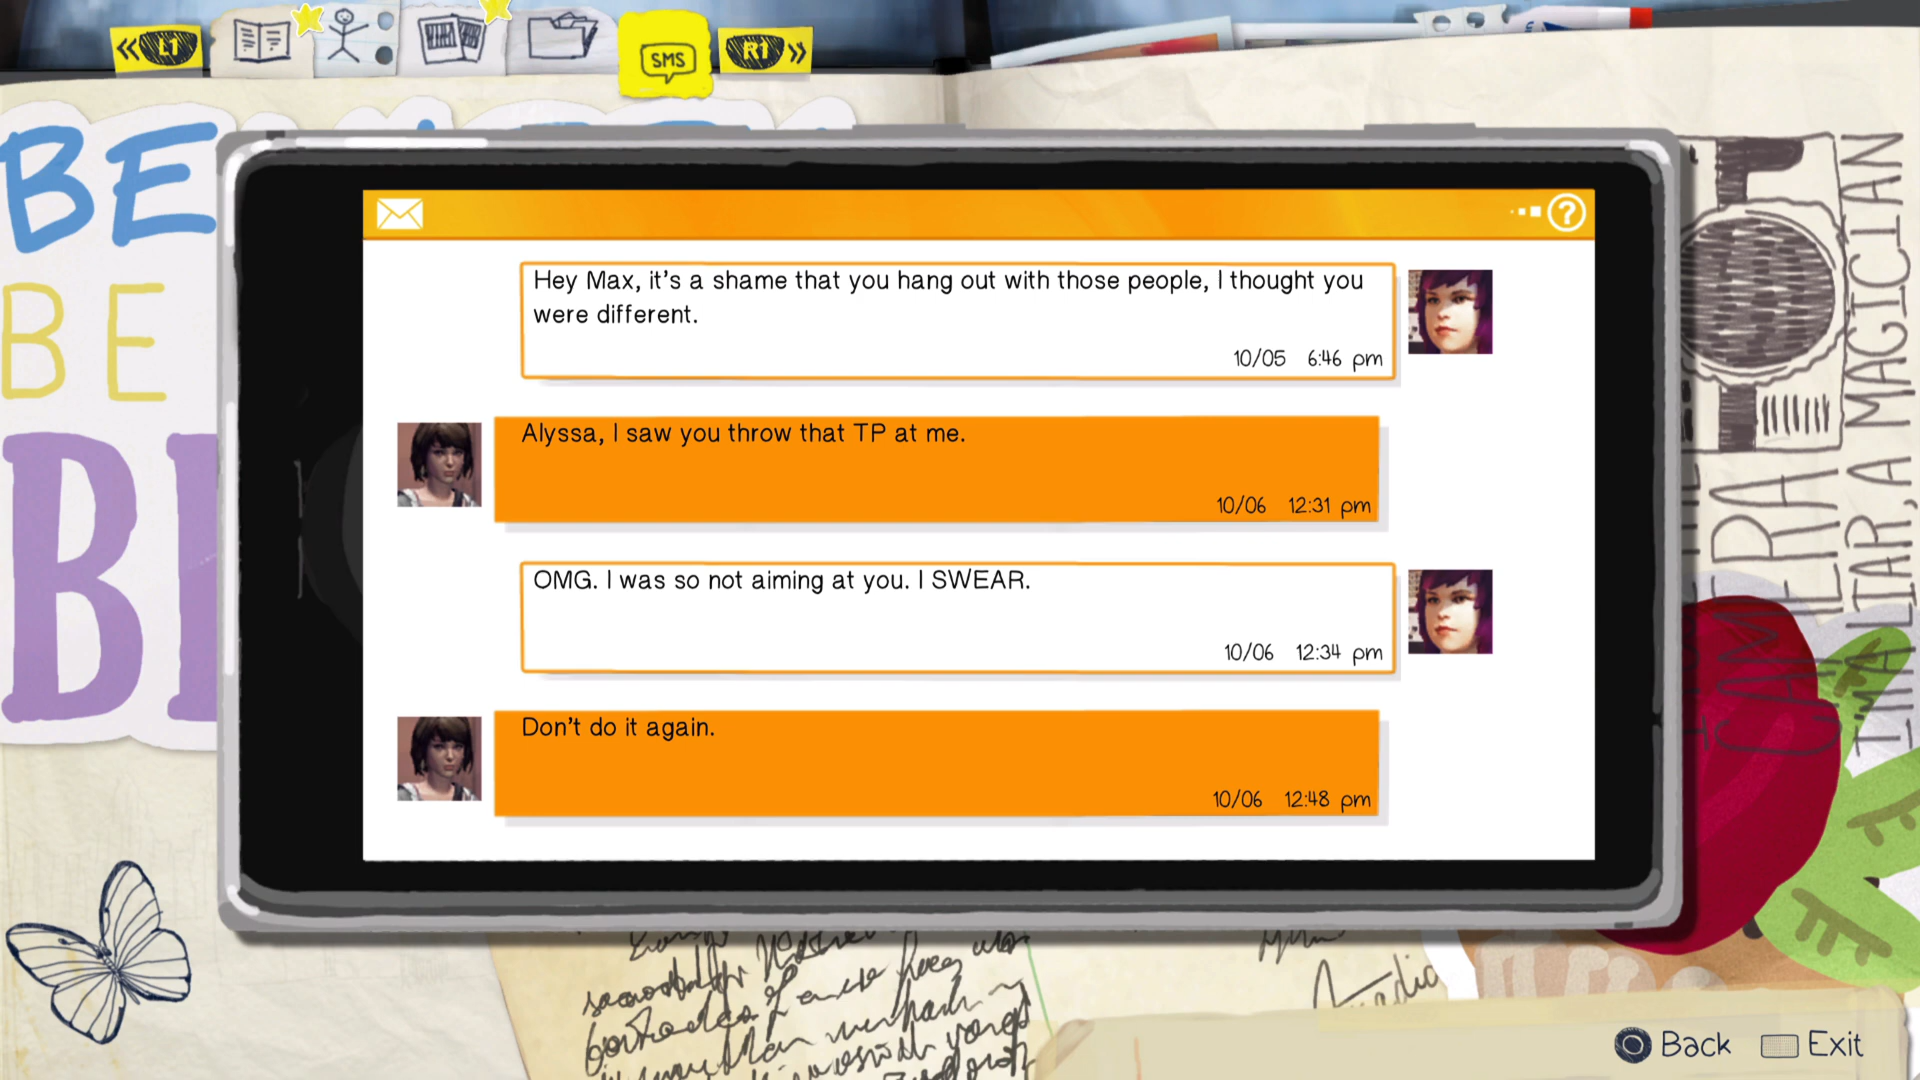 L1
SMS
R1
BE
BE
Hey Max, it's a shame that you hang out with those people, I thought you
were different.
10/05 6:46 pm
Alyssa, I saw you throw that TP at me.
10/06 12:31 pm
OMG. I was so not aiming at you. I SWEAR.
10/06 12:34 pm
Don't do it again.
10/06 12:48 pm
CAMERA
I'M A LIAR, A MAGICIAN
Back
Exit